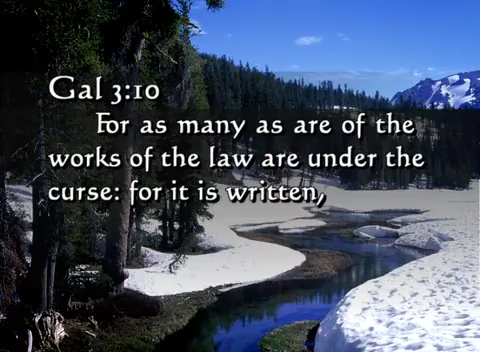 Gal 3:10
For as many as are of the
works of the law are under the
curse: for it is written,